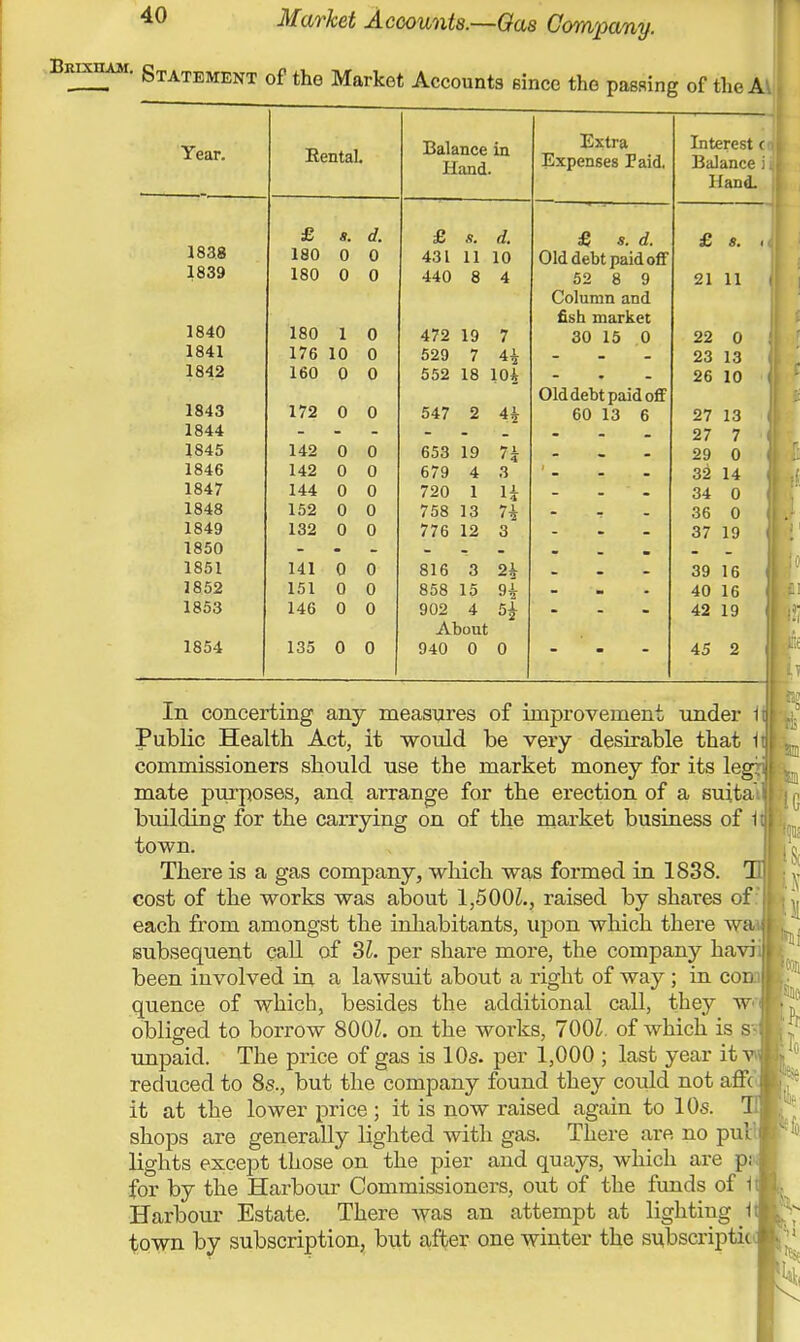 40 Market Accounts.—Gas Company.
BRIXHAM. STATEMENT of the Market Accounts since the passing of the A
Year. Rental. Balance in Hand. Extra Expenses Paid. Interest Balance Hand.
£ s. d. £ s. d. £ s. d. £ s.
1838 180 0 0 431 11 10 Old debt paid off
1839 180 0 0 440 8 4 52 8 9 21 11
Column and
fish market
1840 180 1 0 472 19 7 30 15 0 22 0
1841 176 10 0 529 7 4½ - - - 23 13
1842 160 0 0 552 18 10½ - - - 26 10
Old debt paid off
1843 172 0 0 547 2 4½ 60 13 6 27 13
1844 - - - - - - - - - 27 7
1845 142 0 0 653 19 7¼ - - - 29 0
1846 142 0 0 679 4 3 - - - 32 14
1847 144 0 0 720 1 1¼ - - - 34 0
1848 152 0 0 758 13 7½ - - - 36 0
1849 132 0 0 776 12 3 - - - 37 19
1850 - - - - - - - - - - -
1851 141 0 0 816 3 2½ - - - 39 16
1852 151 0 0 858 15 9½ - - - 40 16
1853 146 0 0 902 4 5½ - - - 42 19
About
1854 135 0 0 940 0 0 - - - 45 2
In concerting any measures of improvement under
Public Health Act, it would be very desirable that
commissioners should use the market money for its
mate purposes, and arrange for the erection of a
building for the carrying on of the market business of
town.
There is a gas company, which was formed in 1838.
cost of the works was about 1,500l., raised by shares of
each from amongst the inhabitants, upon which there
subsequent call of 3l. per share more, the company
been involved in a lawsuit about a right of way; in
quence of which, besides the additional call, they
obliged to borrow 800l. on the works, 700l. of which is
unpaid. The price of gas is 10s. per 1,000; last year it
reduced to 8s., but the company found they could not
it at the lower price; it is now raised again to 10s.
shops are generally lighted with gas. There are no
lights except those on the pier and quays, which are
for by the Harbour Commissioners, out of the funds of
Harbour Estate. There was an attempt at lighting
town by subscription, but after one winter the